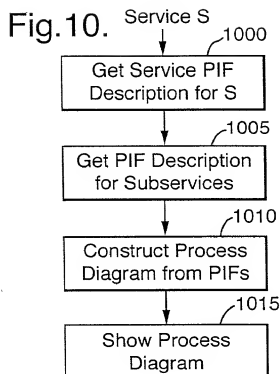 Fig.10.
Service S
1000
Get Service PIF
Description for S
1005
Get PIF Description
for Subservices
1010
Construct Process
Diagram from PIFs
1015
Show Process
Diagram